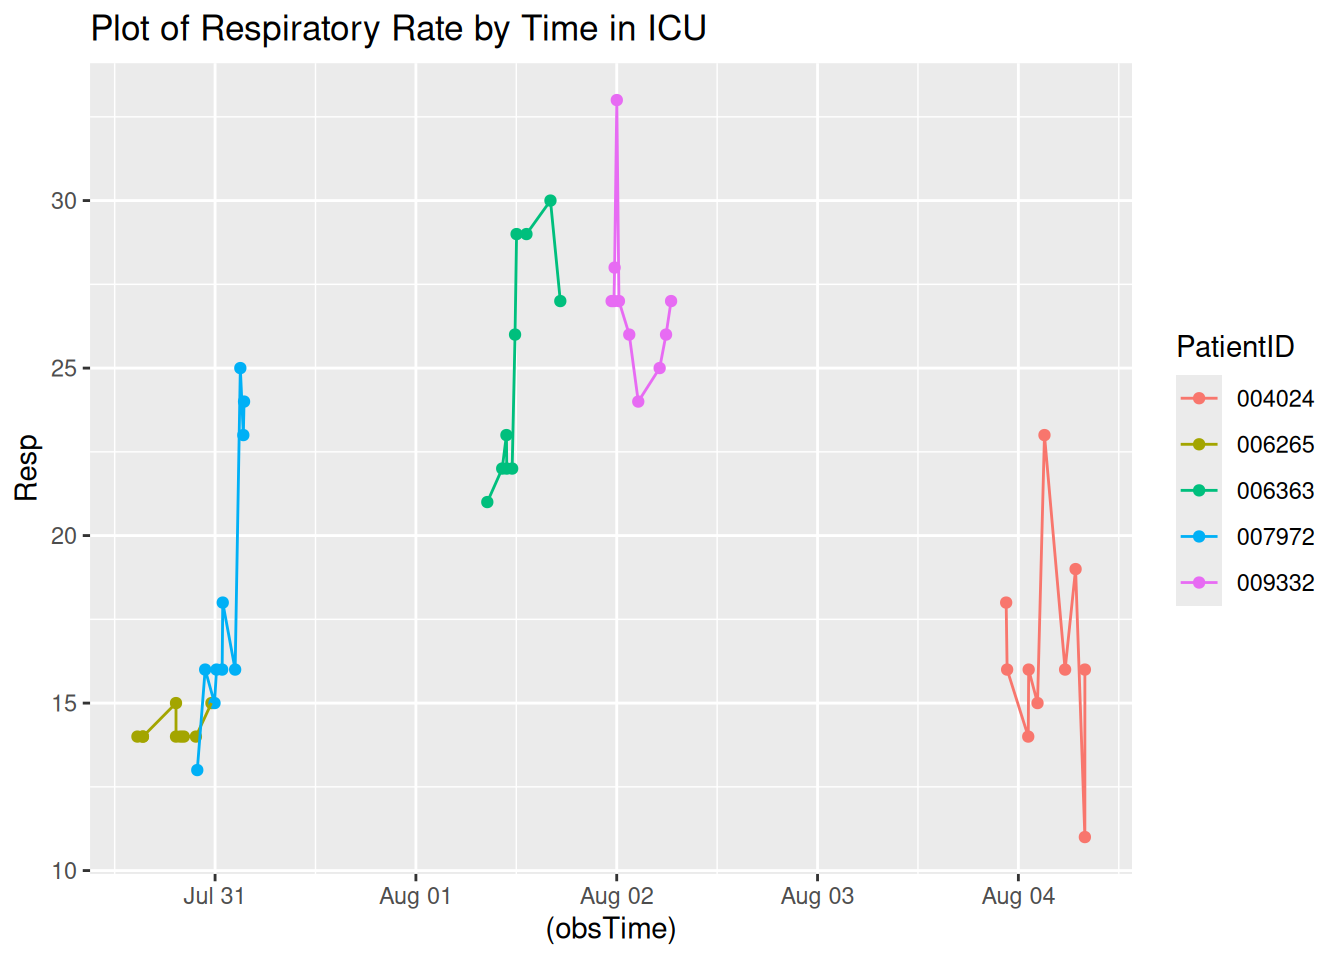 Plot of Respiratory Rate by Time in ICU
30
25
20
15
10
Resp
Jul 31 Aug 01 Aug 02 Aug 03 Aug 04
(obsTime)
PatientID
004024
006265
006363
007972
009332